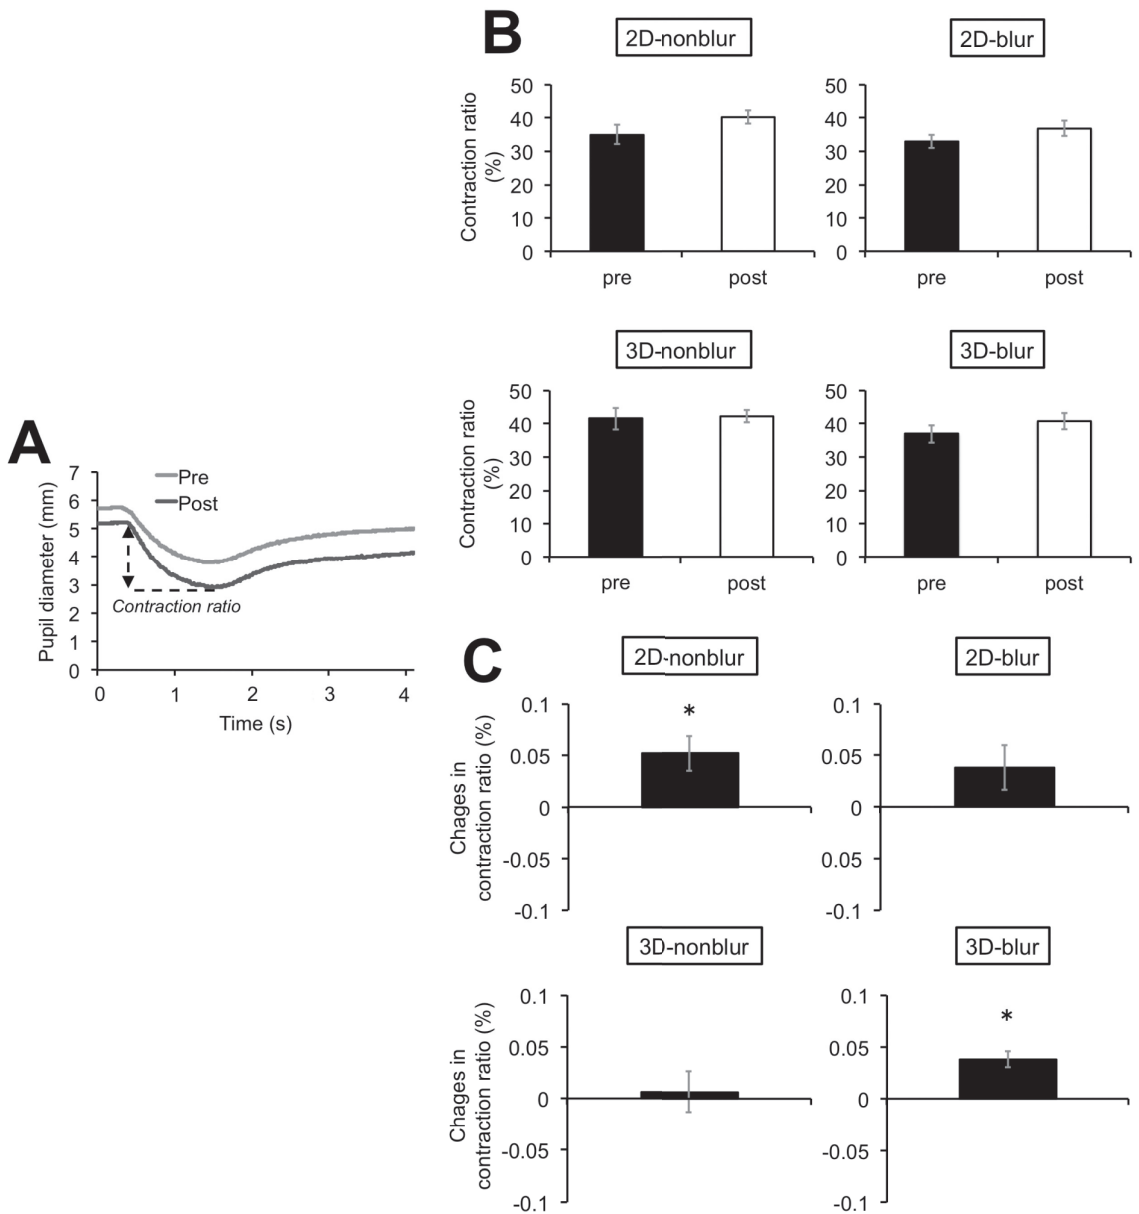 B
2D-nonblur
2D-blur
Contraction ratio
(%)
50
40
30
20
10
0
pre
post
50
40
30
20
10
0
pre
post
3D-nonblur
3D-blur
Contraction ratio
(%)
50
40
30
20
10
0
pre
post
50
40
30
20
10
0
pre
post
A
Pupil diameter (mm)
7
6
5
4
3
2
1
0
Pre
Post
Contraction ratio
0 1 2 3 4
Time (s)
C
2D-nonblur
2D-blur
Chages in
contraction ratio (%)
0.1
0.05
0
-0.05
-0.1
*
0.1
0.05
0
0.05
-0.1
3D-nonblur
3D-blur
Chages in
contraction ratio (%)
0.1
0.05
0
-0.05
-0.1
0.1
0.05
0
-0.05
-0.1
*